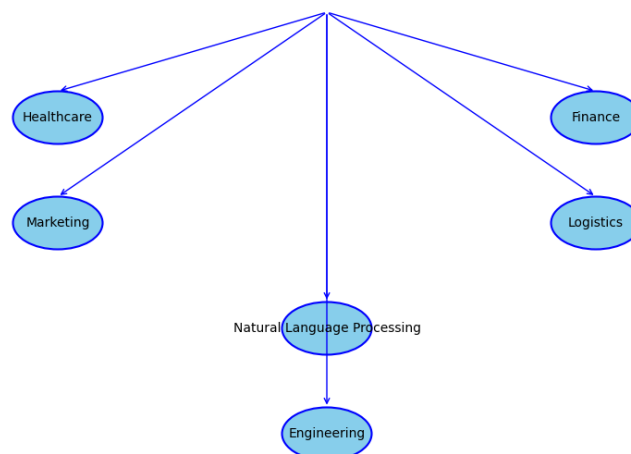 Healthcare
Finance
Marketing
Logistics
Natural Language Processing
Engineering